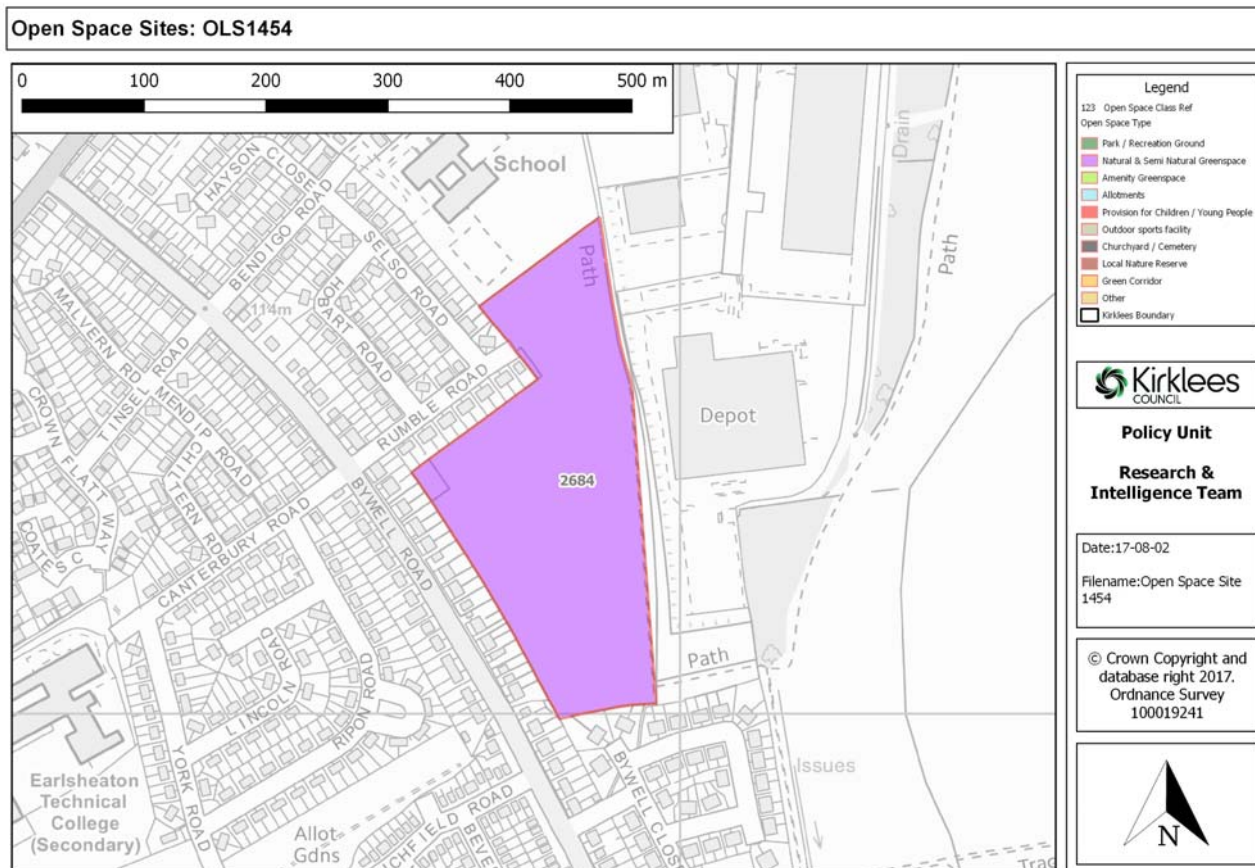 Open Space Sites: OLS1454
0 100 200 300 400 500 m
School
Path
Drain
Path
HAYSON
CLOSE
BENDIGO ROAD
SELSO ROAD
HOBART ROAD
114m
MALVERN RD
TINSEL ROAD
MENDIP ROAD
CROWN FLATT WAY
CHILTERN RD
COATES C
RUMBLE ROAD
BYWELL ROAD
CANTERBURY ROAD
Depot
2684
LINCOLN ROAD
RIPON ROAD
YORK ROAD
Path
Earlsheaton
Technical
College
(Secondary)
Allot
Gdns
BYWELL CLOSE
Issues
Legend
123 Open Space Class Ref
Open Space Type
Park / Recreation Ground
Natural & Semi Natural Greenspace
Amenity Greenspace
Allotments
Provision for Children / Young People
Outdoor sports facility
Churchyard / Cemetery
Local Nature Reserve
Green Corridor
Other
Kirklees Boundary
Kirklees
COUNCIL
Policy Unit
Research &
Intelligence Team
Date:17-08-02
Filename:Open Space Site
1454
© Crown Copyright and
database right 2017.
Ordnance Survey
100019241
N